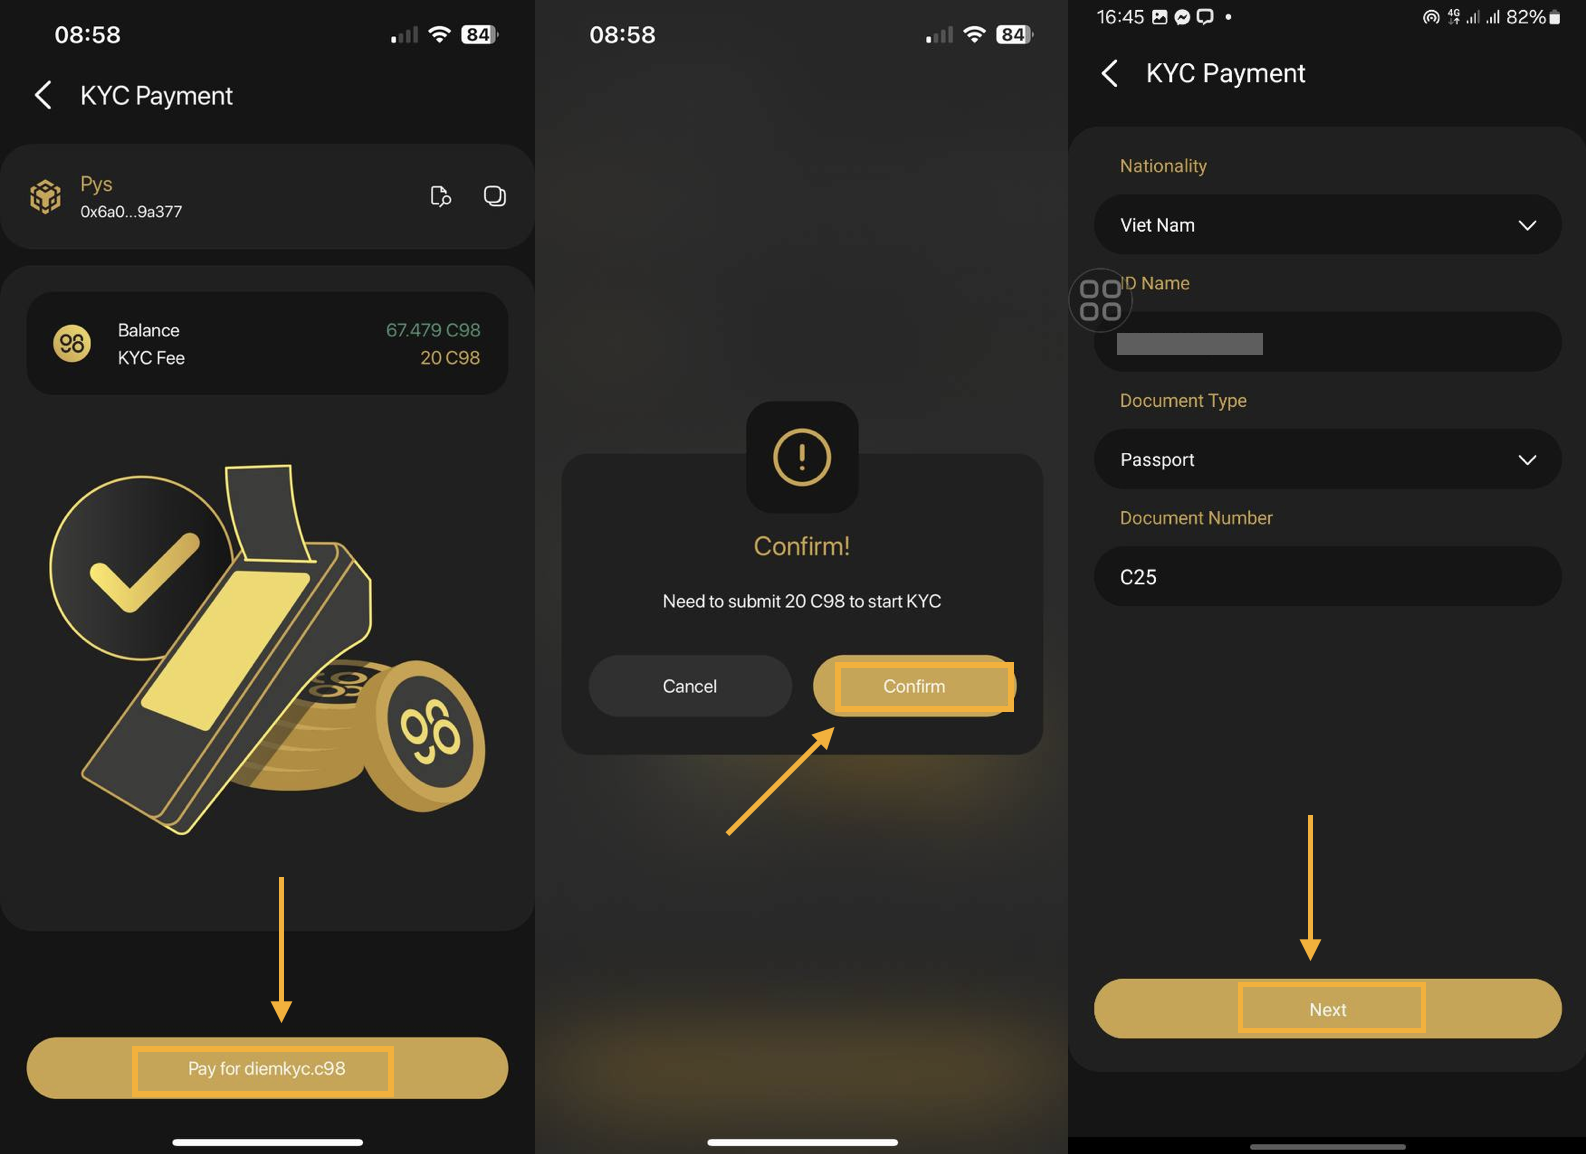 08:58
84
KYC Payment
Pys
0x6a0...9a377
Balance
67.479 C98
KYC Fee
20 C98
Pay for diemkyc.c98
08:58
84
Confirm!
Need to submit 20 C98 to start KYC
Cancel
Confirm
16:45
4G
82%
KYC Payment
Nationality
Viet Nam
ID Name
Document Type
Passport
Document Number
C25
Next